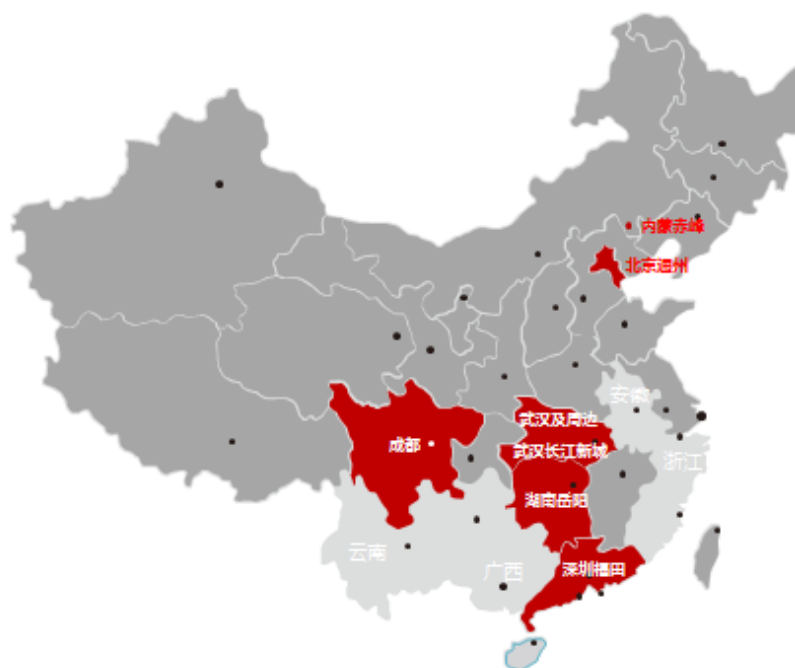 内蒙赤峰
北京通州
安徽
武汉及周边
成都
武汉长江新城
浙江
湖南岳阳
云南
广西
深圳福田